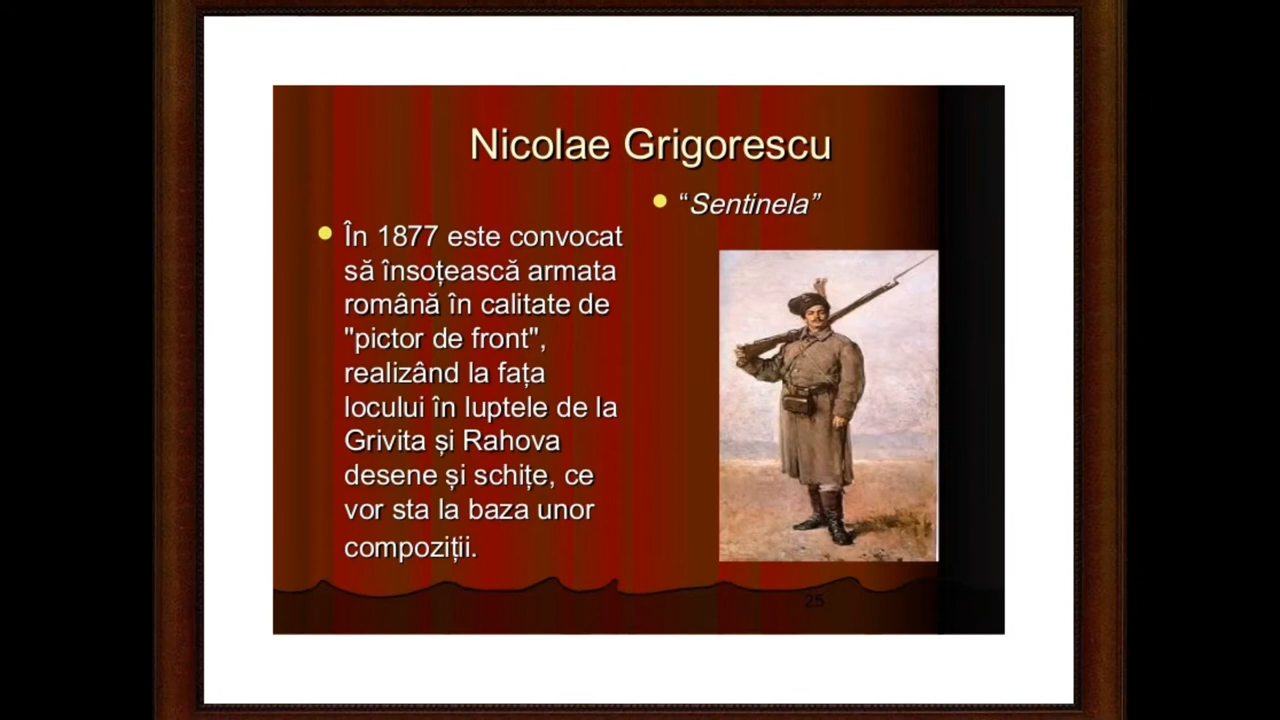 Nicolae Grigorescu
În 1877 este convocat
să însoțească armata
română în calitate de
"pictor de front",
realizând la fața
locului în luptele de la
Grivita și Rahova
desene și schițe, ce
vor sta la baza unor
compoziții.
“Sentinela”
25